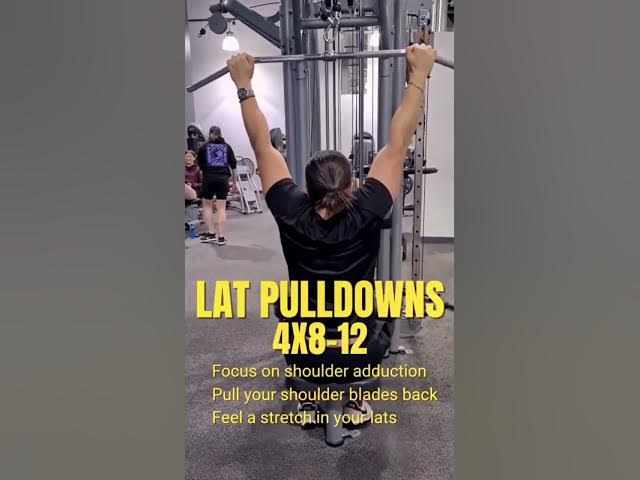 LAT PULLDOWNS
4X8-12
Focus on shoulder adduction
Pull your shoulder blades back
Feel a stretch in your lats